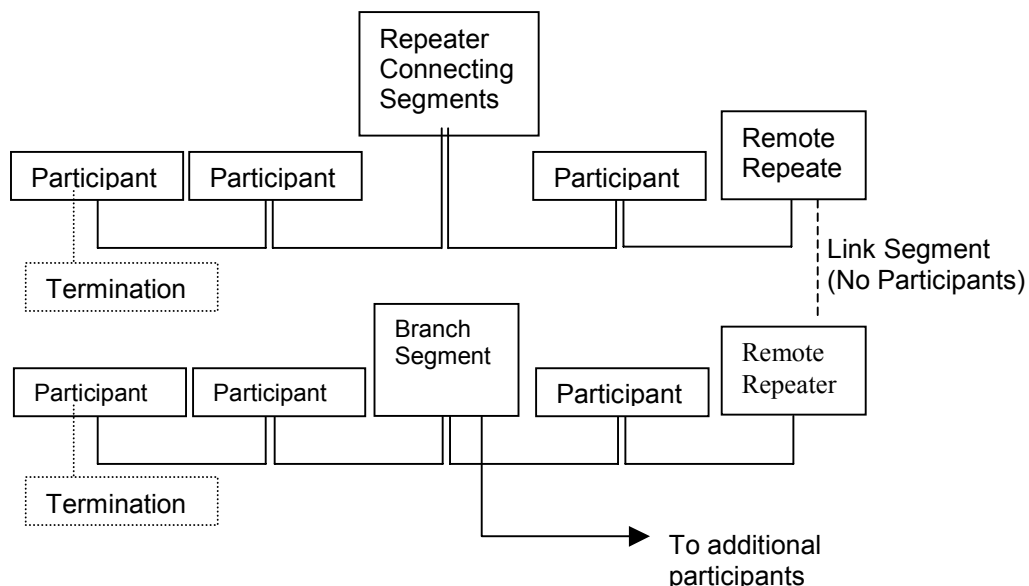 Repeater
Connecting
Segments
Remote
Repeate
Participant
Participant
Participant
Link Segment
(No Participants)
Termination
Branch
Segment
Remote
Repeater
Participant
Participant
Participant
Termination
To additional
participants